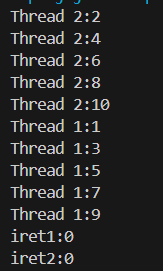 Thread 2:2
Thread 2:4
Thread 2:6
Thread 2:8
Thread 2:10
Thread 1:1
Thread 1:3
Thread 1:5
Thread 1:7
Thread 1:9
iret1:0
iret2:0